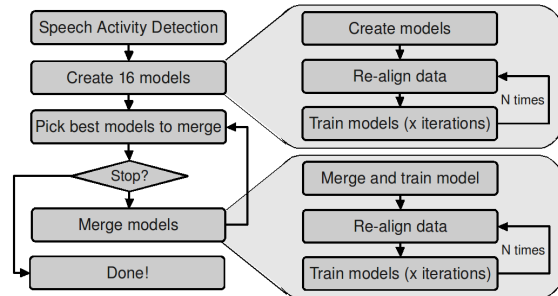 Speech Activity Detection
Create 16 models
Pick best models to merge
Stop?
Merge models
Done!
Create models
Re-align data
N times
Train models (x iterations)
Merge and train model
Re-align data
N times
Train models (x iterations)